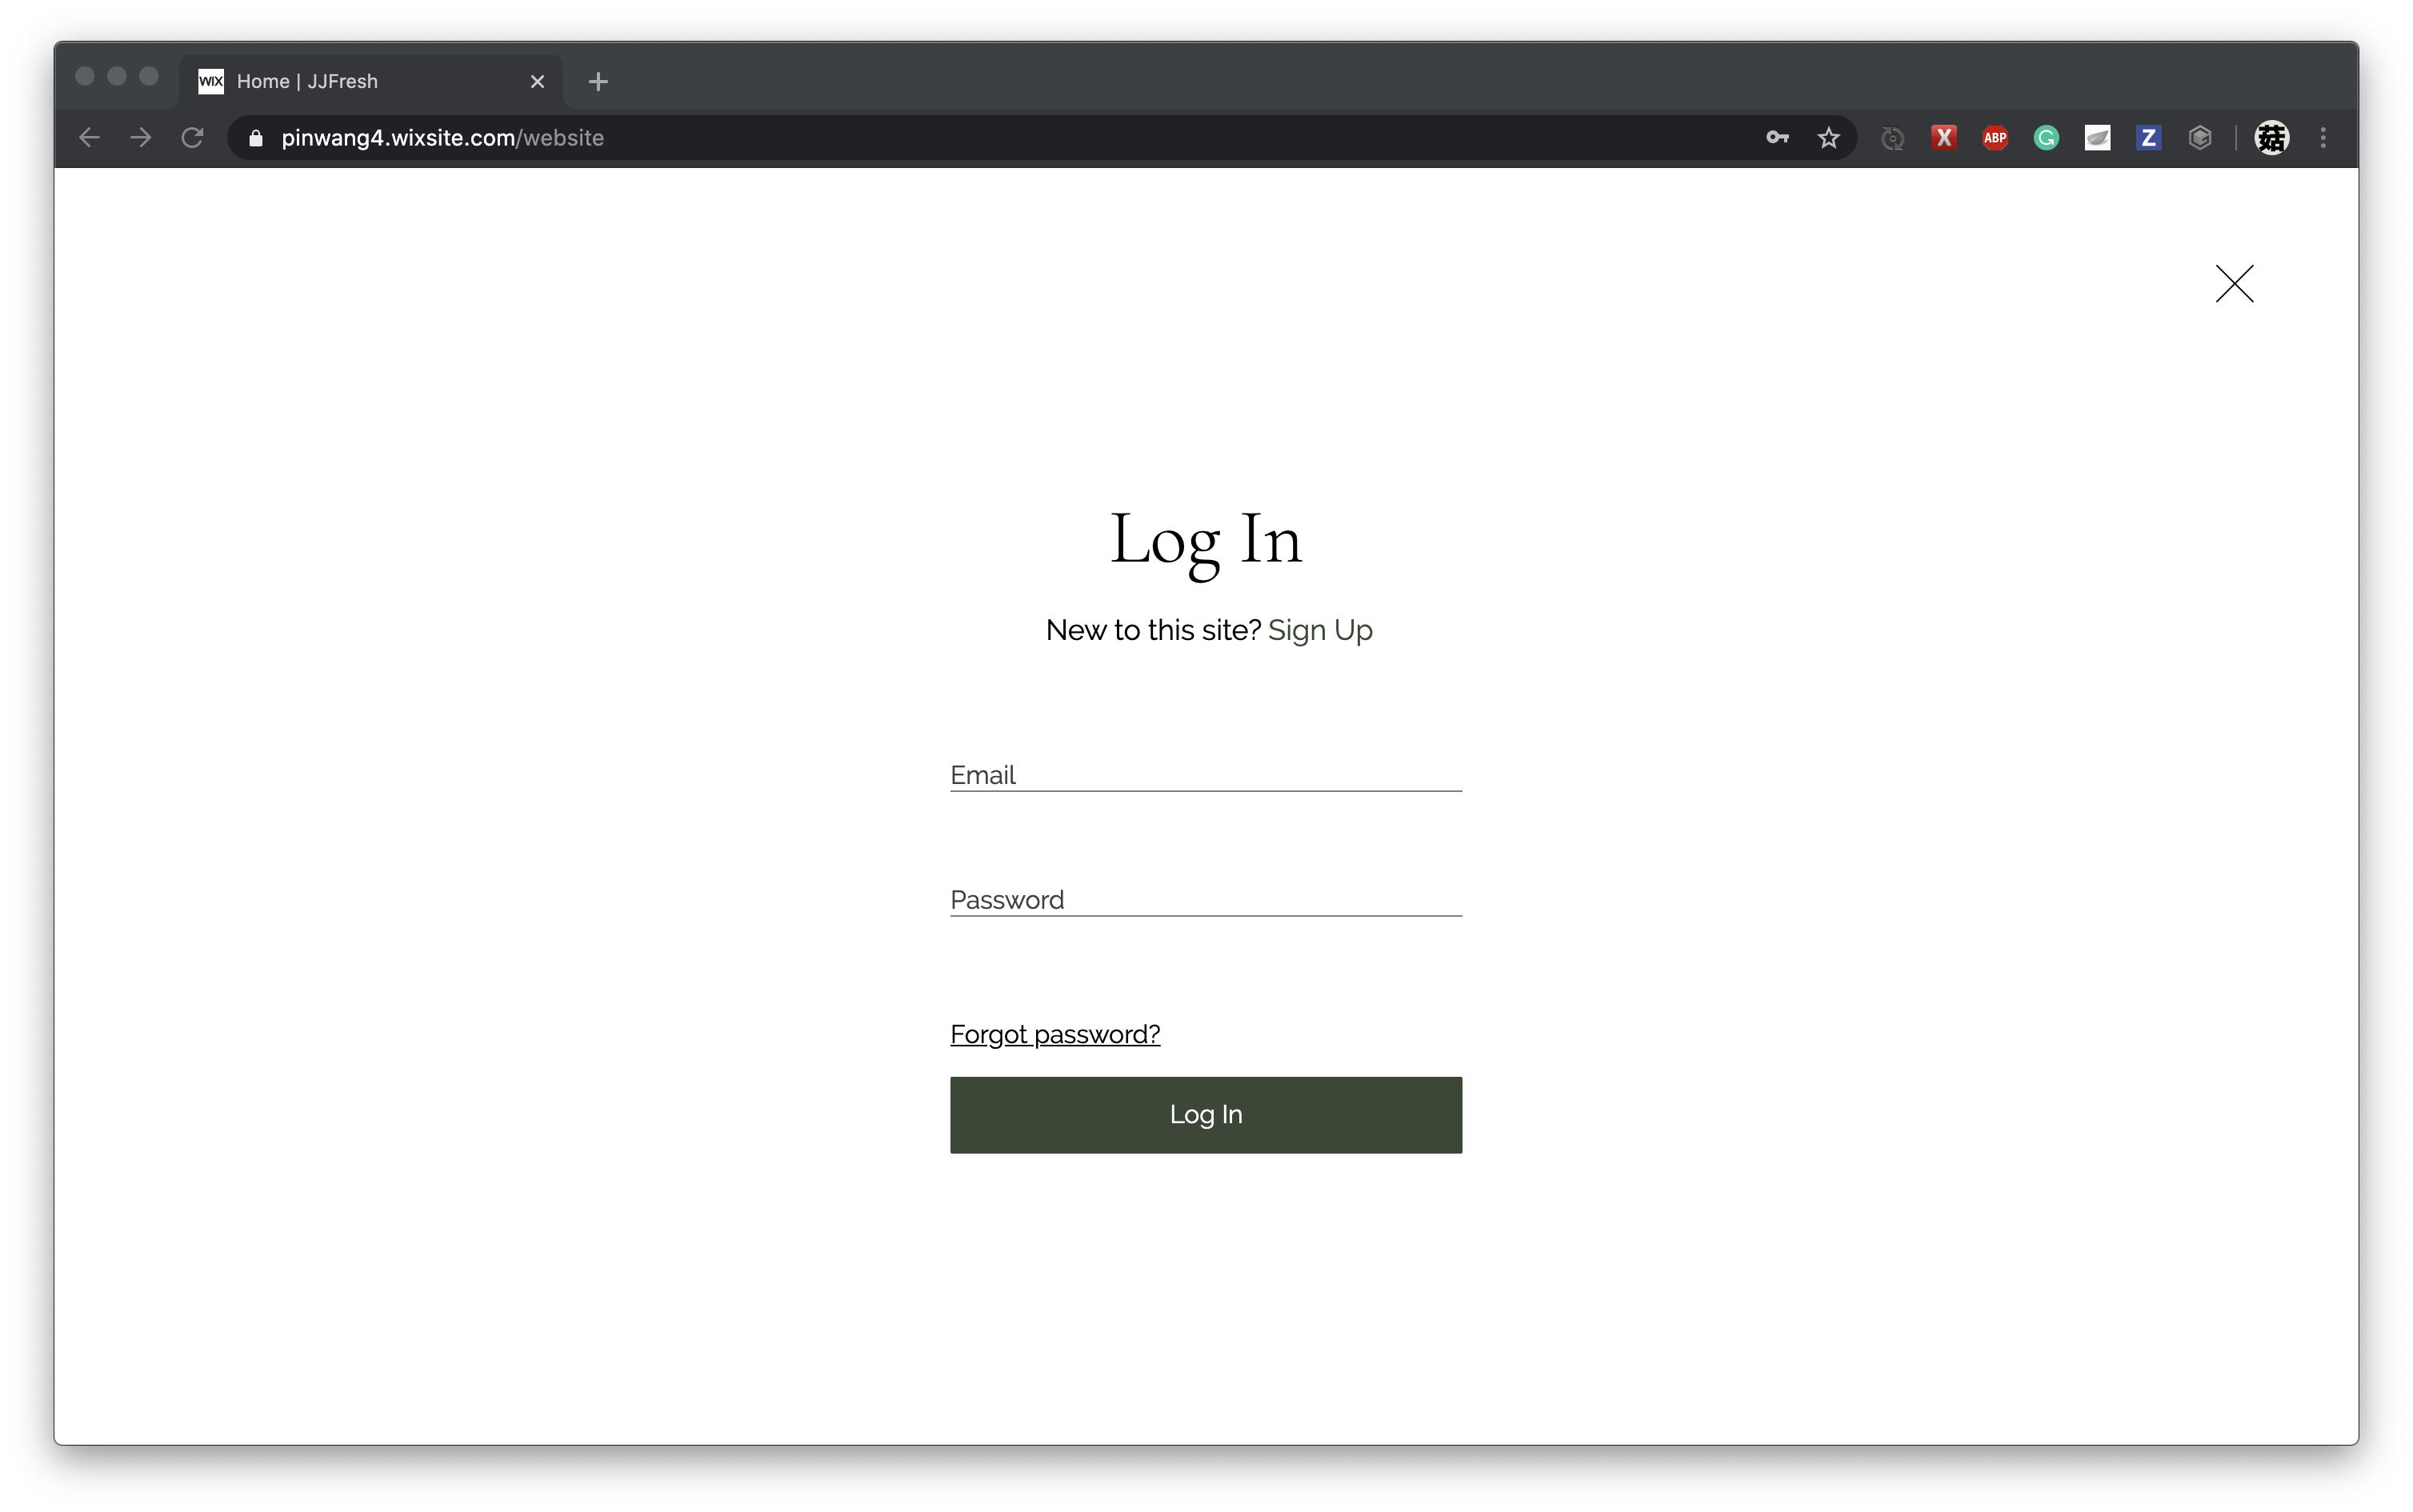 WIX Home | JJFresh
pinwang4.wixsite.com/website
X ABP G Z 菇
Log In
New to this site? Sign Up
Email
Password
Forgot password?
Log In